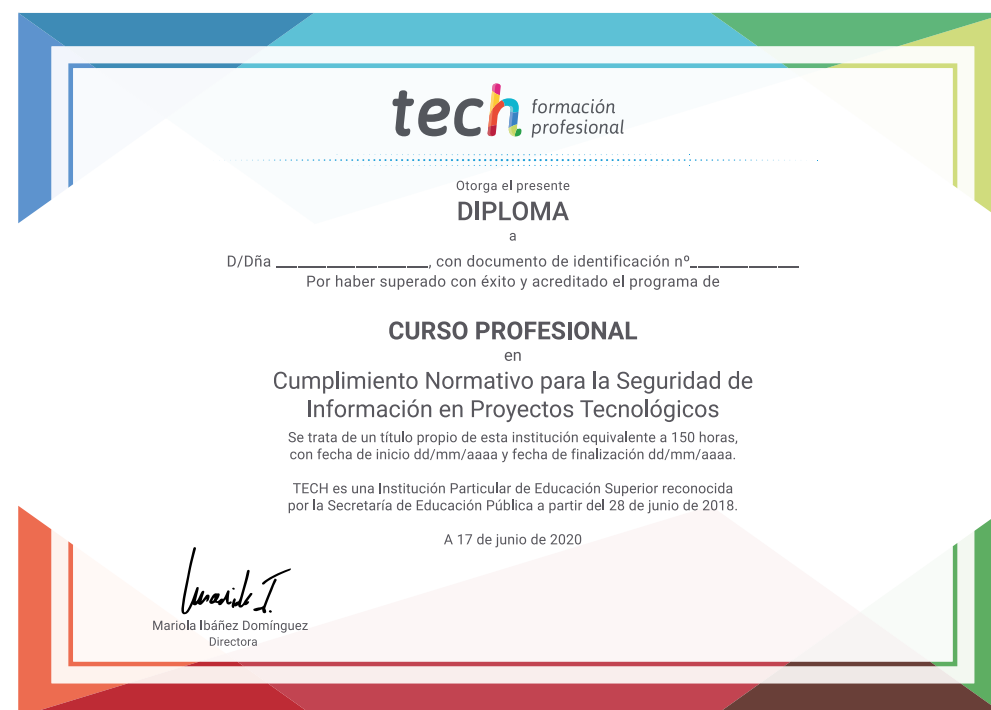 tech formación
profesional
Otorga el presente
DIPLOMA
a
D/Dña ________________, con documento de identificación nº____________
Por haber superado con éxito y acreditado el programa de
CURSO PROFESIONAL
en
Cumplimiento Normativo para la Seguridad de
Información en Proyectos Tecnológicos
Se trata de un título propio de esta institución equivalente a 150 horas,
con fecha de inicio dd/mm/aaaa y fecha de finalización dd/mm/aaaa.
TECH es una Institución Particular de Educación Superior reconocida
por la Secretaría de Educación Pública a partir del 28 de junio de 2018.
A 17 de junio de 2020
Mariola Ibáñez Domínguez
Directora